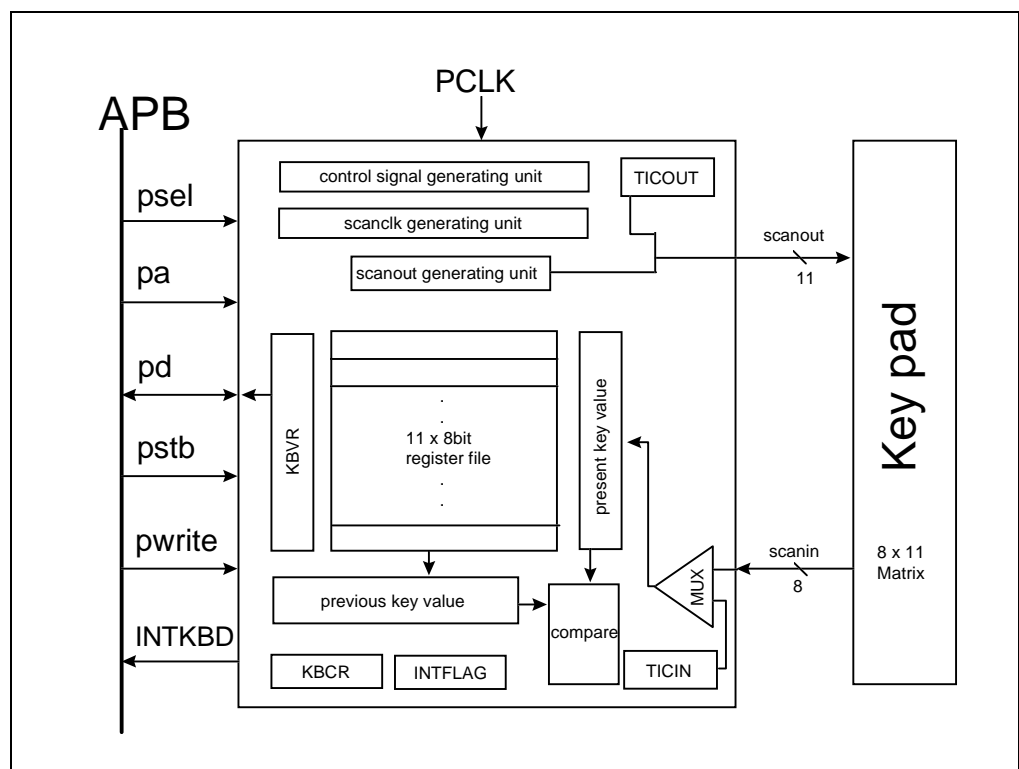 PCLK
APB
control signal generating unit
TICOUT
psel
scanclk generating unit
scanout
scanout generating unit
11
pa
Key pad
pd
KBVR
.
.
11 x 8bit
register file
.
.
present key value
pstb
pwrite
scanin
8
8 x 11
Matrix
MUX
previous key value
compare
INTKBD
KBCR
INTFLAG
TICIN